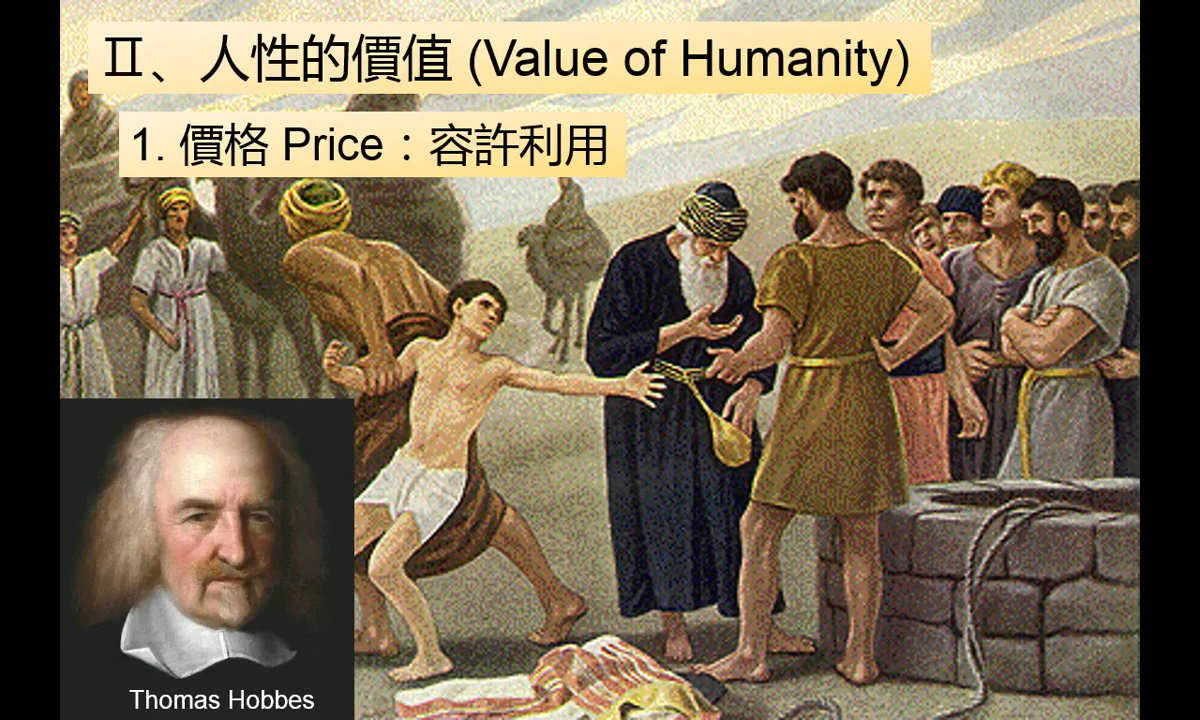 Ⅱ、人性的價值 (Value of Humanity)
1. 價格 Price：容許利用
Thomas Hobbes